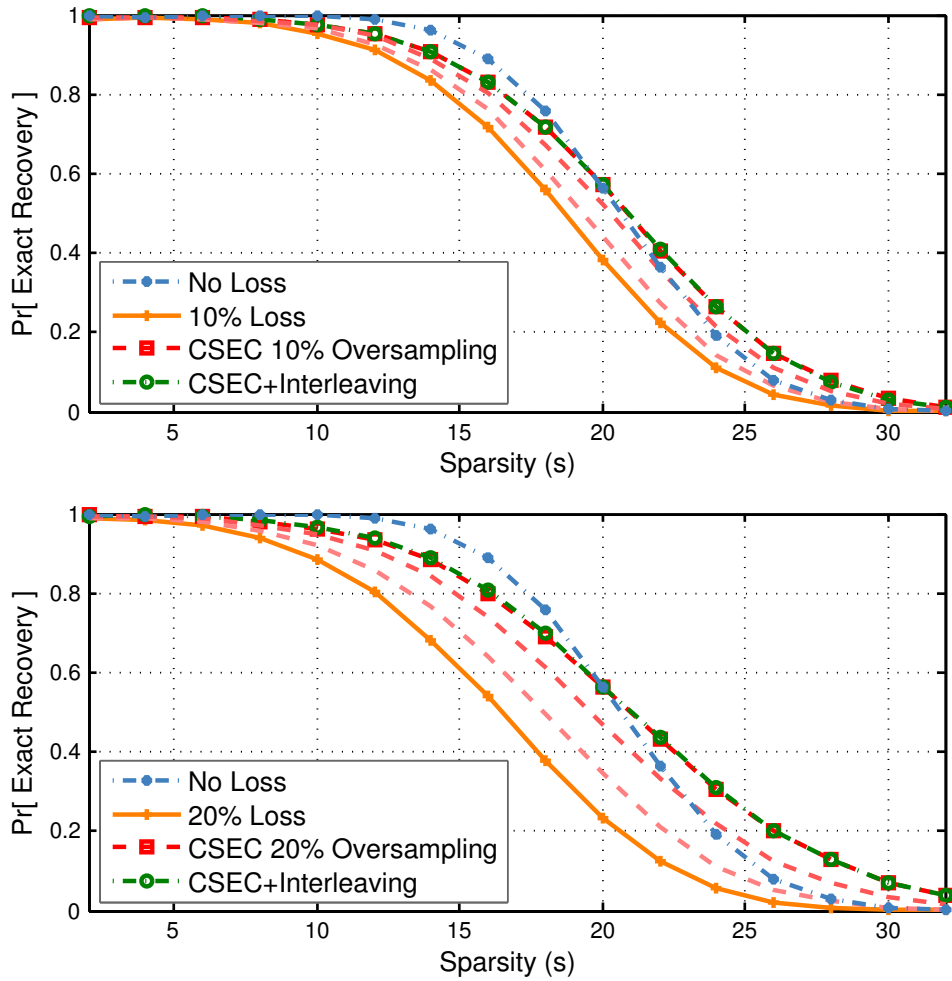 1
0.8
0.6
0.4
0.2
0
Pr[ Exact Recovery ]
No Loss
10% Loss
CSEC 10% Oversampling
CSEC+Interleaving
5 10 15 20 25 30
Sparsity (s)
1
0.8
0.6
0.4
0.2
0
Pr[ Exact Recovery ]
No Loss
20% Loss
CSEC 20% Oversampling
CSEC+Interleaving
5 10 15 20 25 30
Sparsity (s)